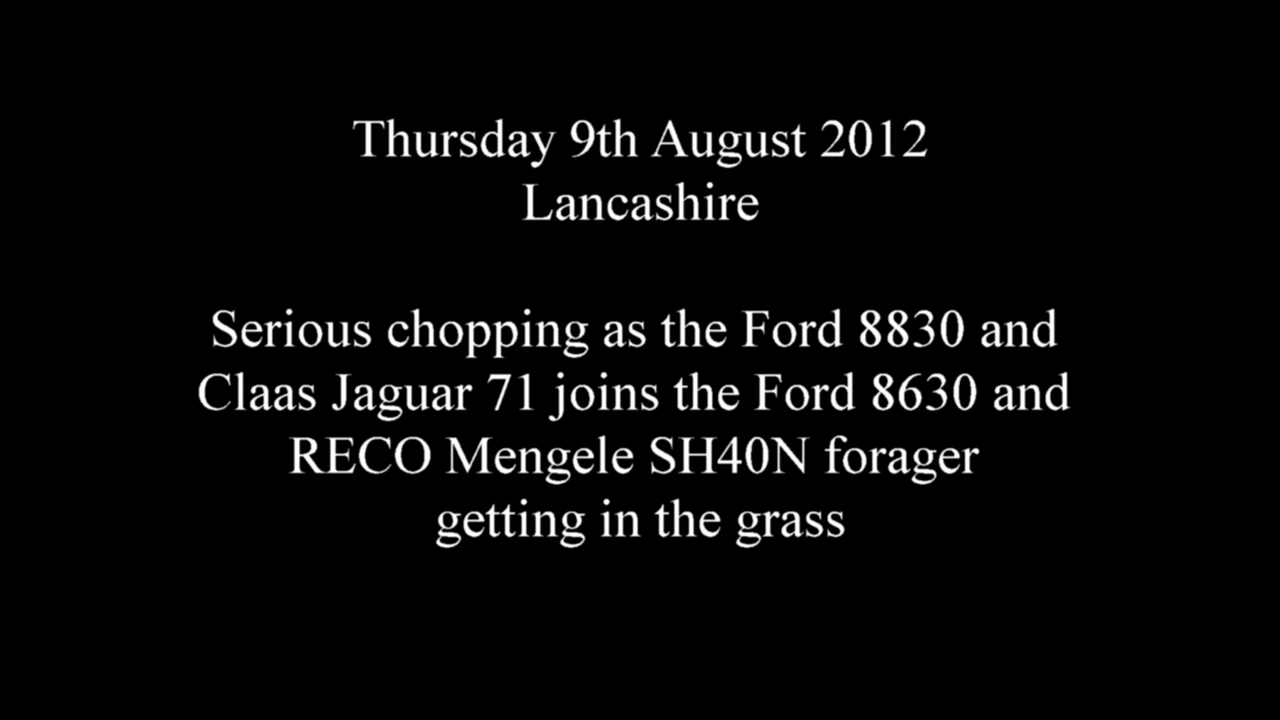 Thursday 9th August 2012
Lancashire
Serious chopping as the Ford 8830 and
Claas Jaguar 71 joins the Ford 8630 and
RECO Mengele SH40N forager
getting in the grass